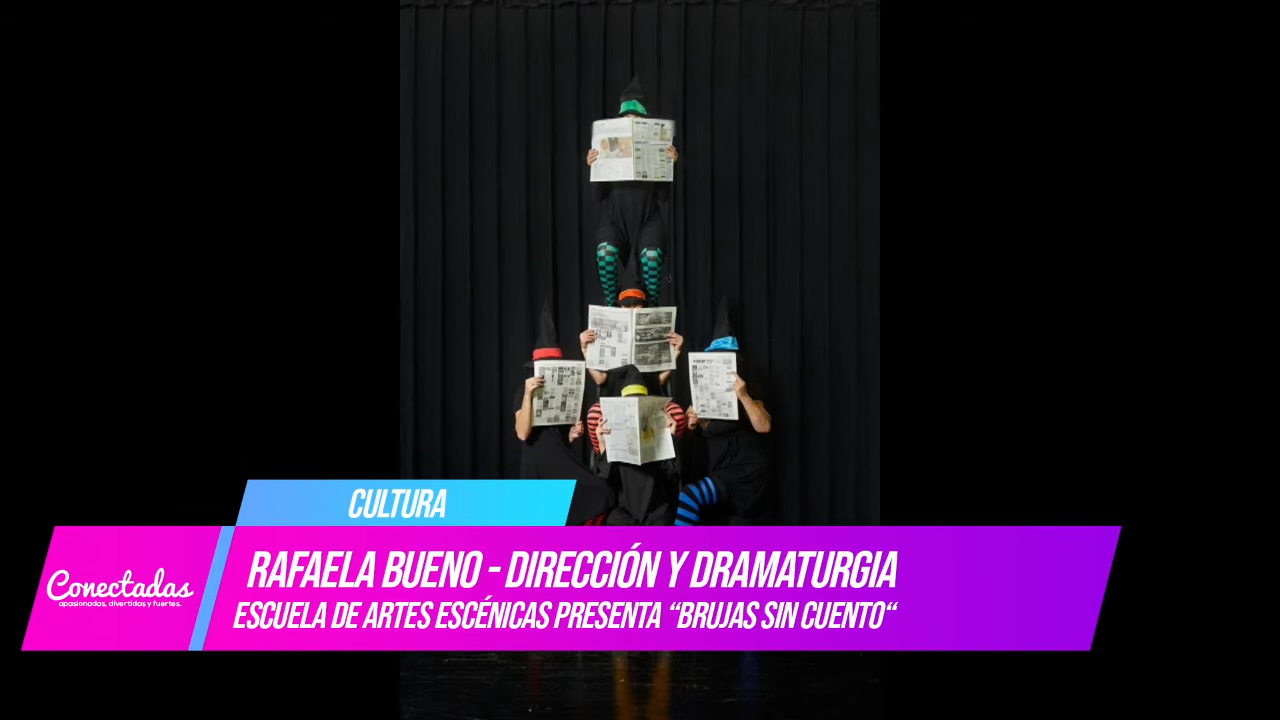 CULTURA
RAFAELA BUENO - DIRECCIÓN Y DRAMATURGIA
ESCUELA DE ARTES ESCÉNICAS PRESENTA “BRUJAS SIN CUENTO“
Conectadas
apasionadas, divertidas y fuertes.